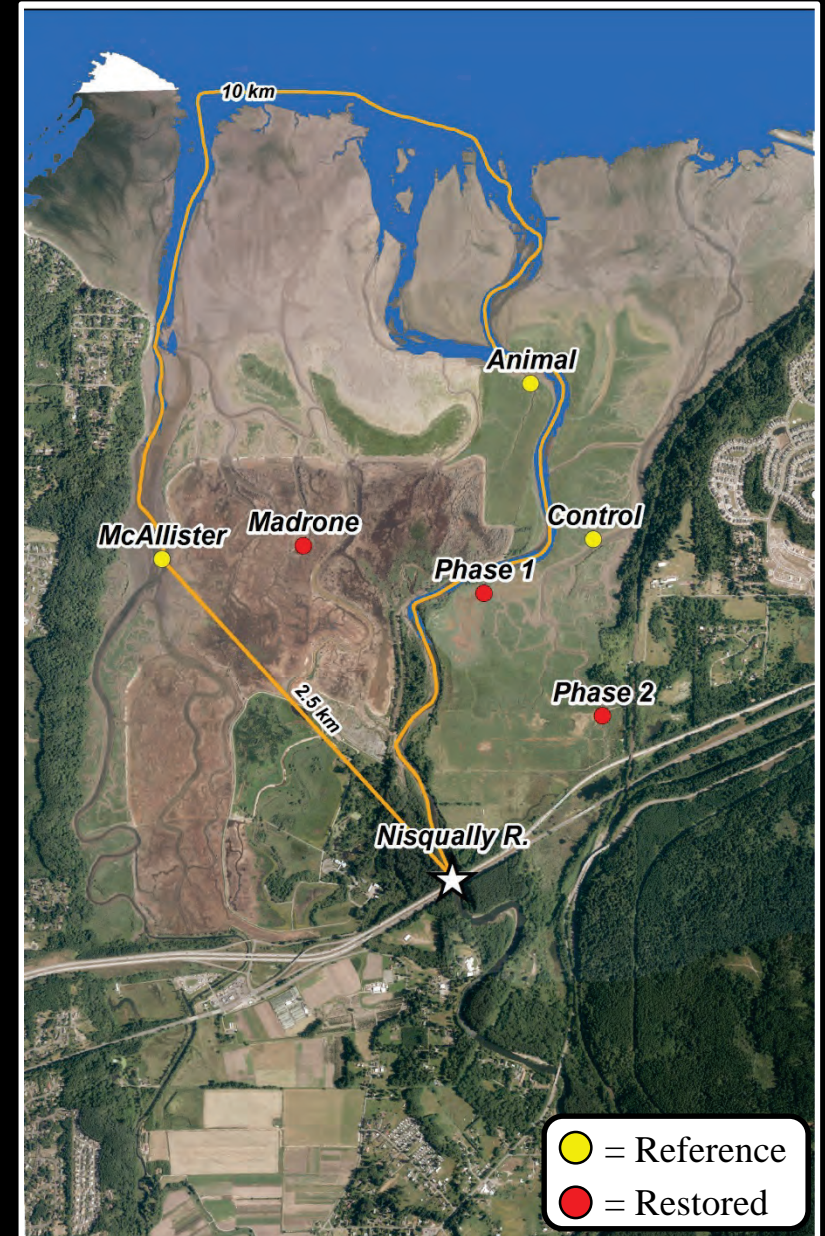 10 km
Animal
Control
Madrone
McAllister
Phase 1
2.5 km
Phase 2
Nisqually R.
= Reference
= Restored